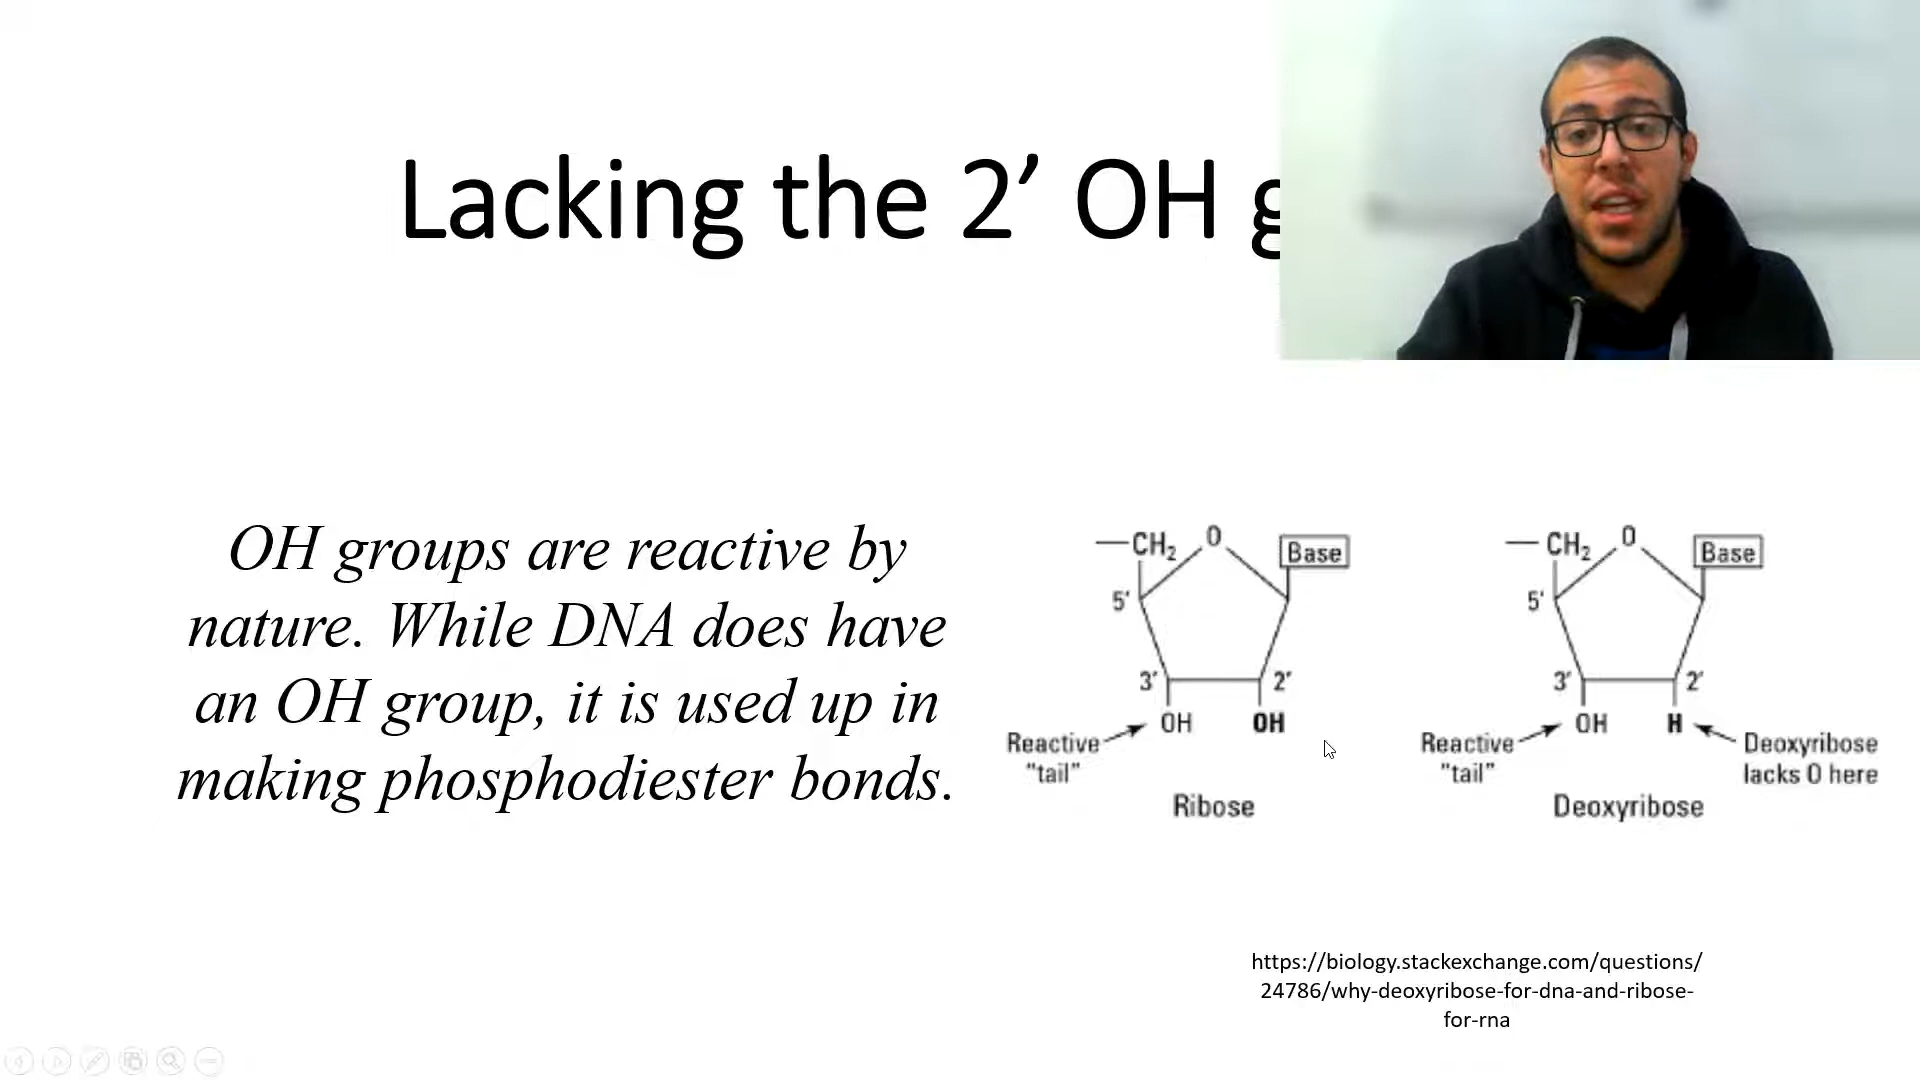 Lacking the 2’ OH
OH groups are reactive by
nature. While DNA does have
an OH group, it is used up in
making phosphodiester bonds.
—CH₂ O Base
5'
3' 2'
OH OH
Reactive
"tail"
Ribose
—CH₂ O Base
5'
3' 2'
OH H
Reactive
"tail"
Deoxyribose
lacks O here
Deoxyribose
https://biology.stackexchange.com/questions/
24786/why-deoxyribose-for-dna-and-ribose-
for-rna